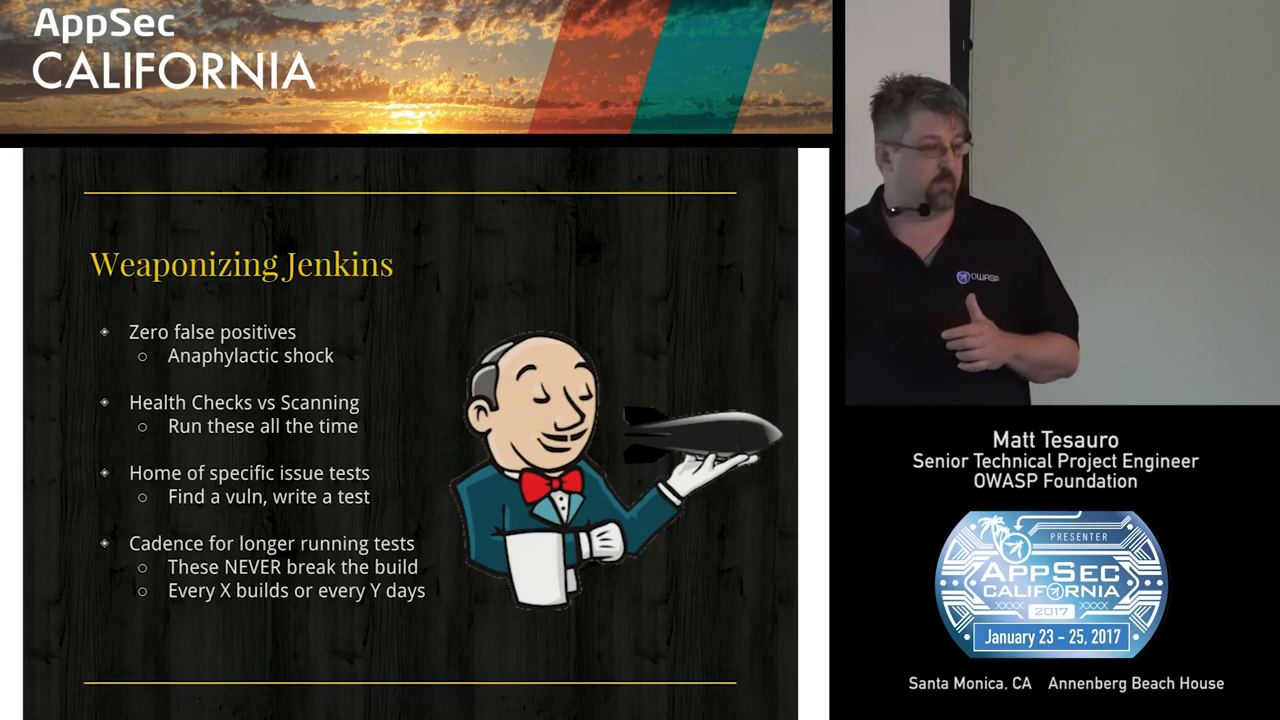 AppSec
CALIFORNIA
Weaponizing Jenkins
Zero false positives
Anaphylactic shock
Health Checks vs Scanning
Run these all the time
Home of specific issue tests
Find a vuln, write a test
Cadence for longer running tests
These NEVER break the build
Every X builds or every Y days
OWASP
Matt Tesauro
Senior Technical Project Engineer
OWASP Foundation
PRESENTER
APPSEC
CALIFORNIA
XXXX 2017 XXXX
January 23 - 25, 2017
Santa Monica, CA Annenberg Beach House